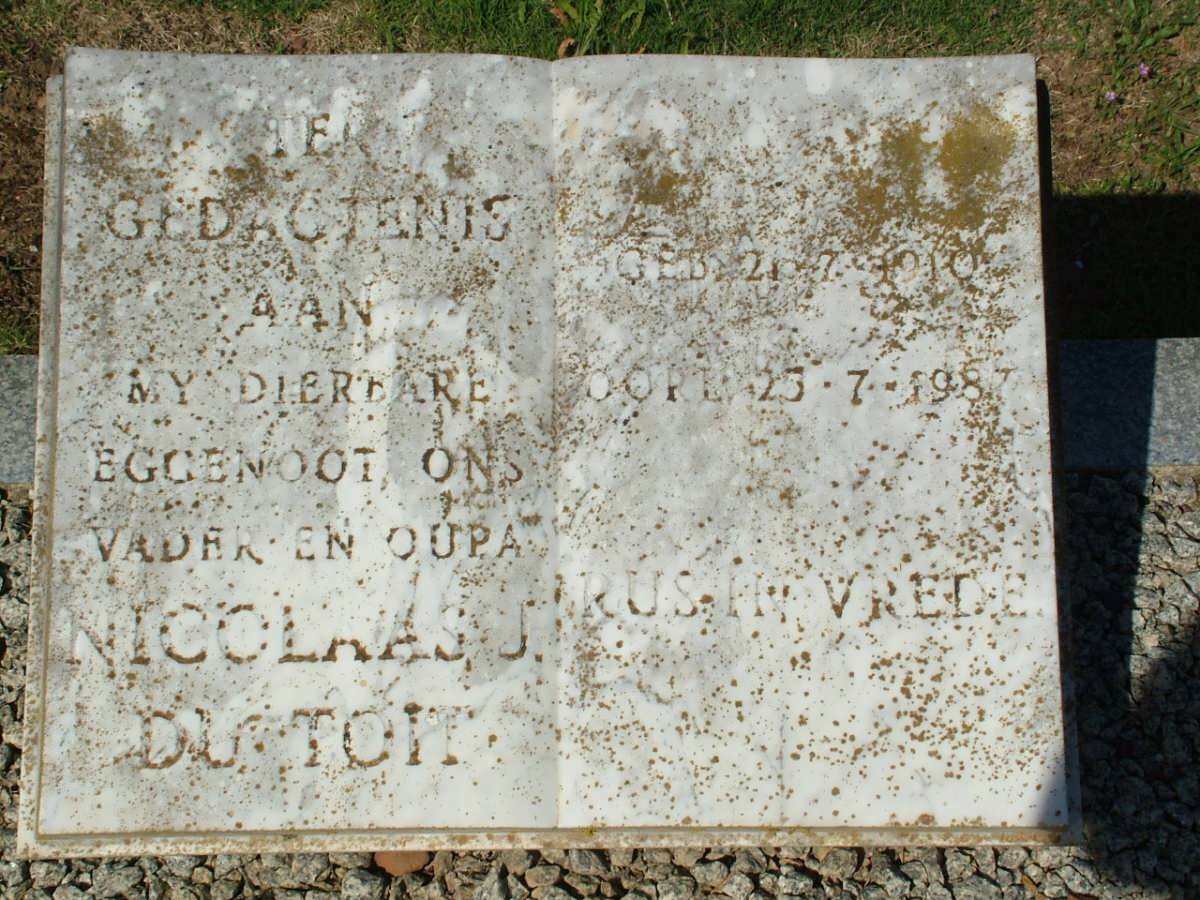 TER
GEDAGTENIS
AAN
MY DIERBARE
EGGENOOT, ONS
VADER EN OUPA
NICOLAAS J.
DU TOIT
GEB. 21·7·1910
OORL. 23·7·1987
RUS IN VREDE.